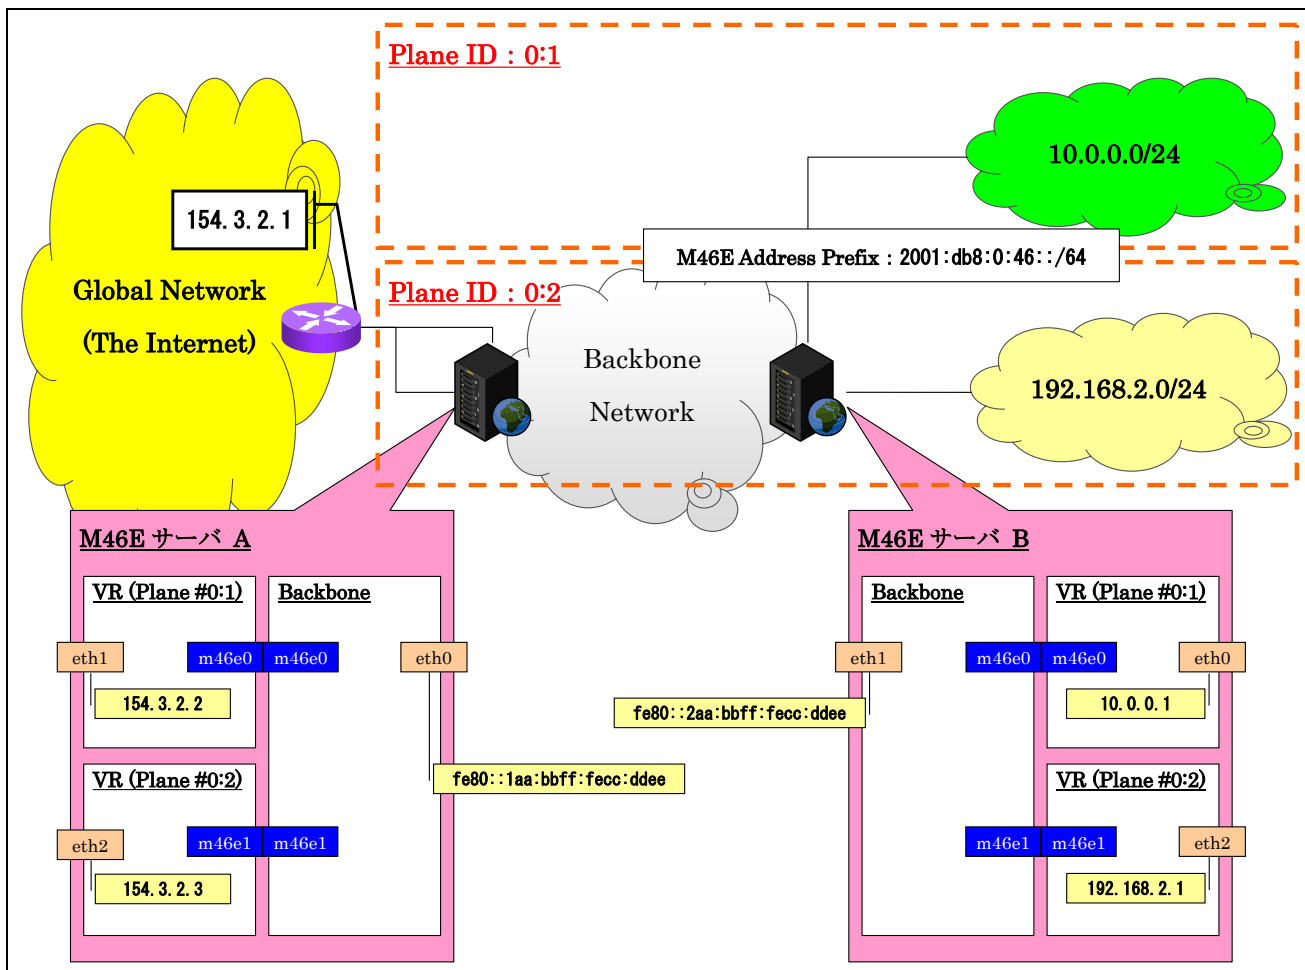 Plane ID : 0:1
10.0.0.0/24
154.3.2.1
M46E Address Prefix : 2001:db8:0:46::/64
Global Network
(The Internet)
Plane ID : 0:2
Backbone
Network
192.168.2.0/24
M46E サーバ A
VR (Plane #0:1)
Backbone
eth1
m46e0
m46e0
eth0
154.3.2.2
fe80::1aa:bbff:fecc:ddee
VR (Plane #0:2)
eth2
m46e1
m46e1
154.3.2.3
M46E サーバ B
Backbone
VR (Plane #0:1)
eth1
m46e0
m46e0
eth0
fe80::2aa:bbff:fecc:ddee
10.0.0.1
VR (Plane #0:2)
m46e1
m46e1
eth2
192.168.2.1